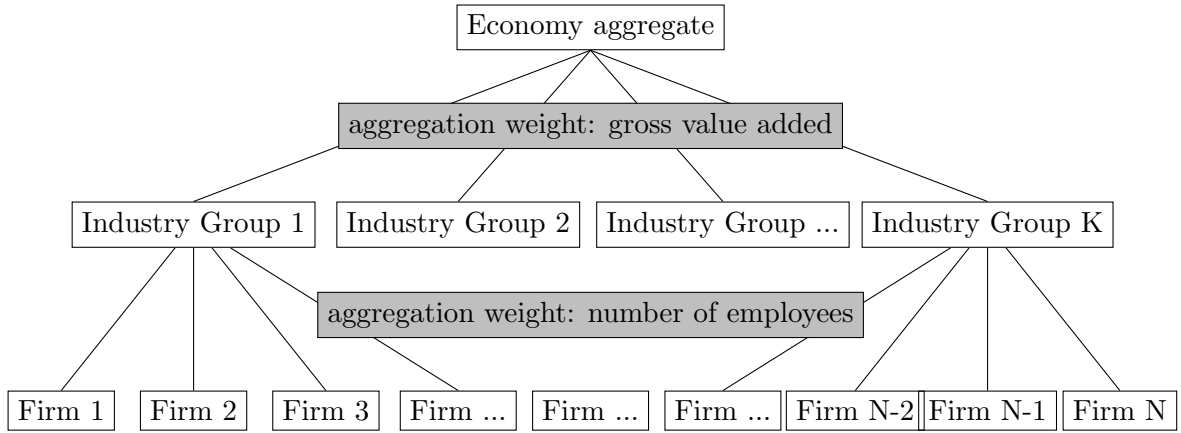 Economy aggregate
aggregation weight: gross value added
Industry Group 1
Industry Group 2
Industry Group ...
Industry Group K
aggregation weight: number of employees
Firm 1
Firm 2
Firm 3
Firm ...
Firm ...
Firm ...
Firm N-2
Firm N-1
Firm N